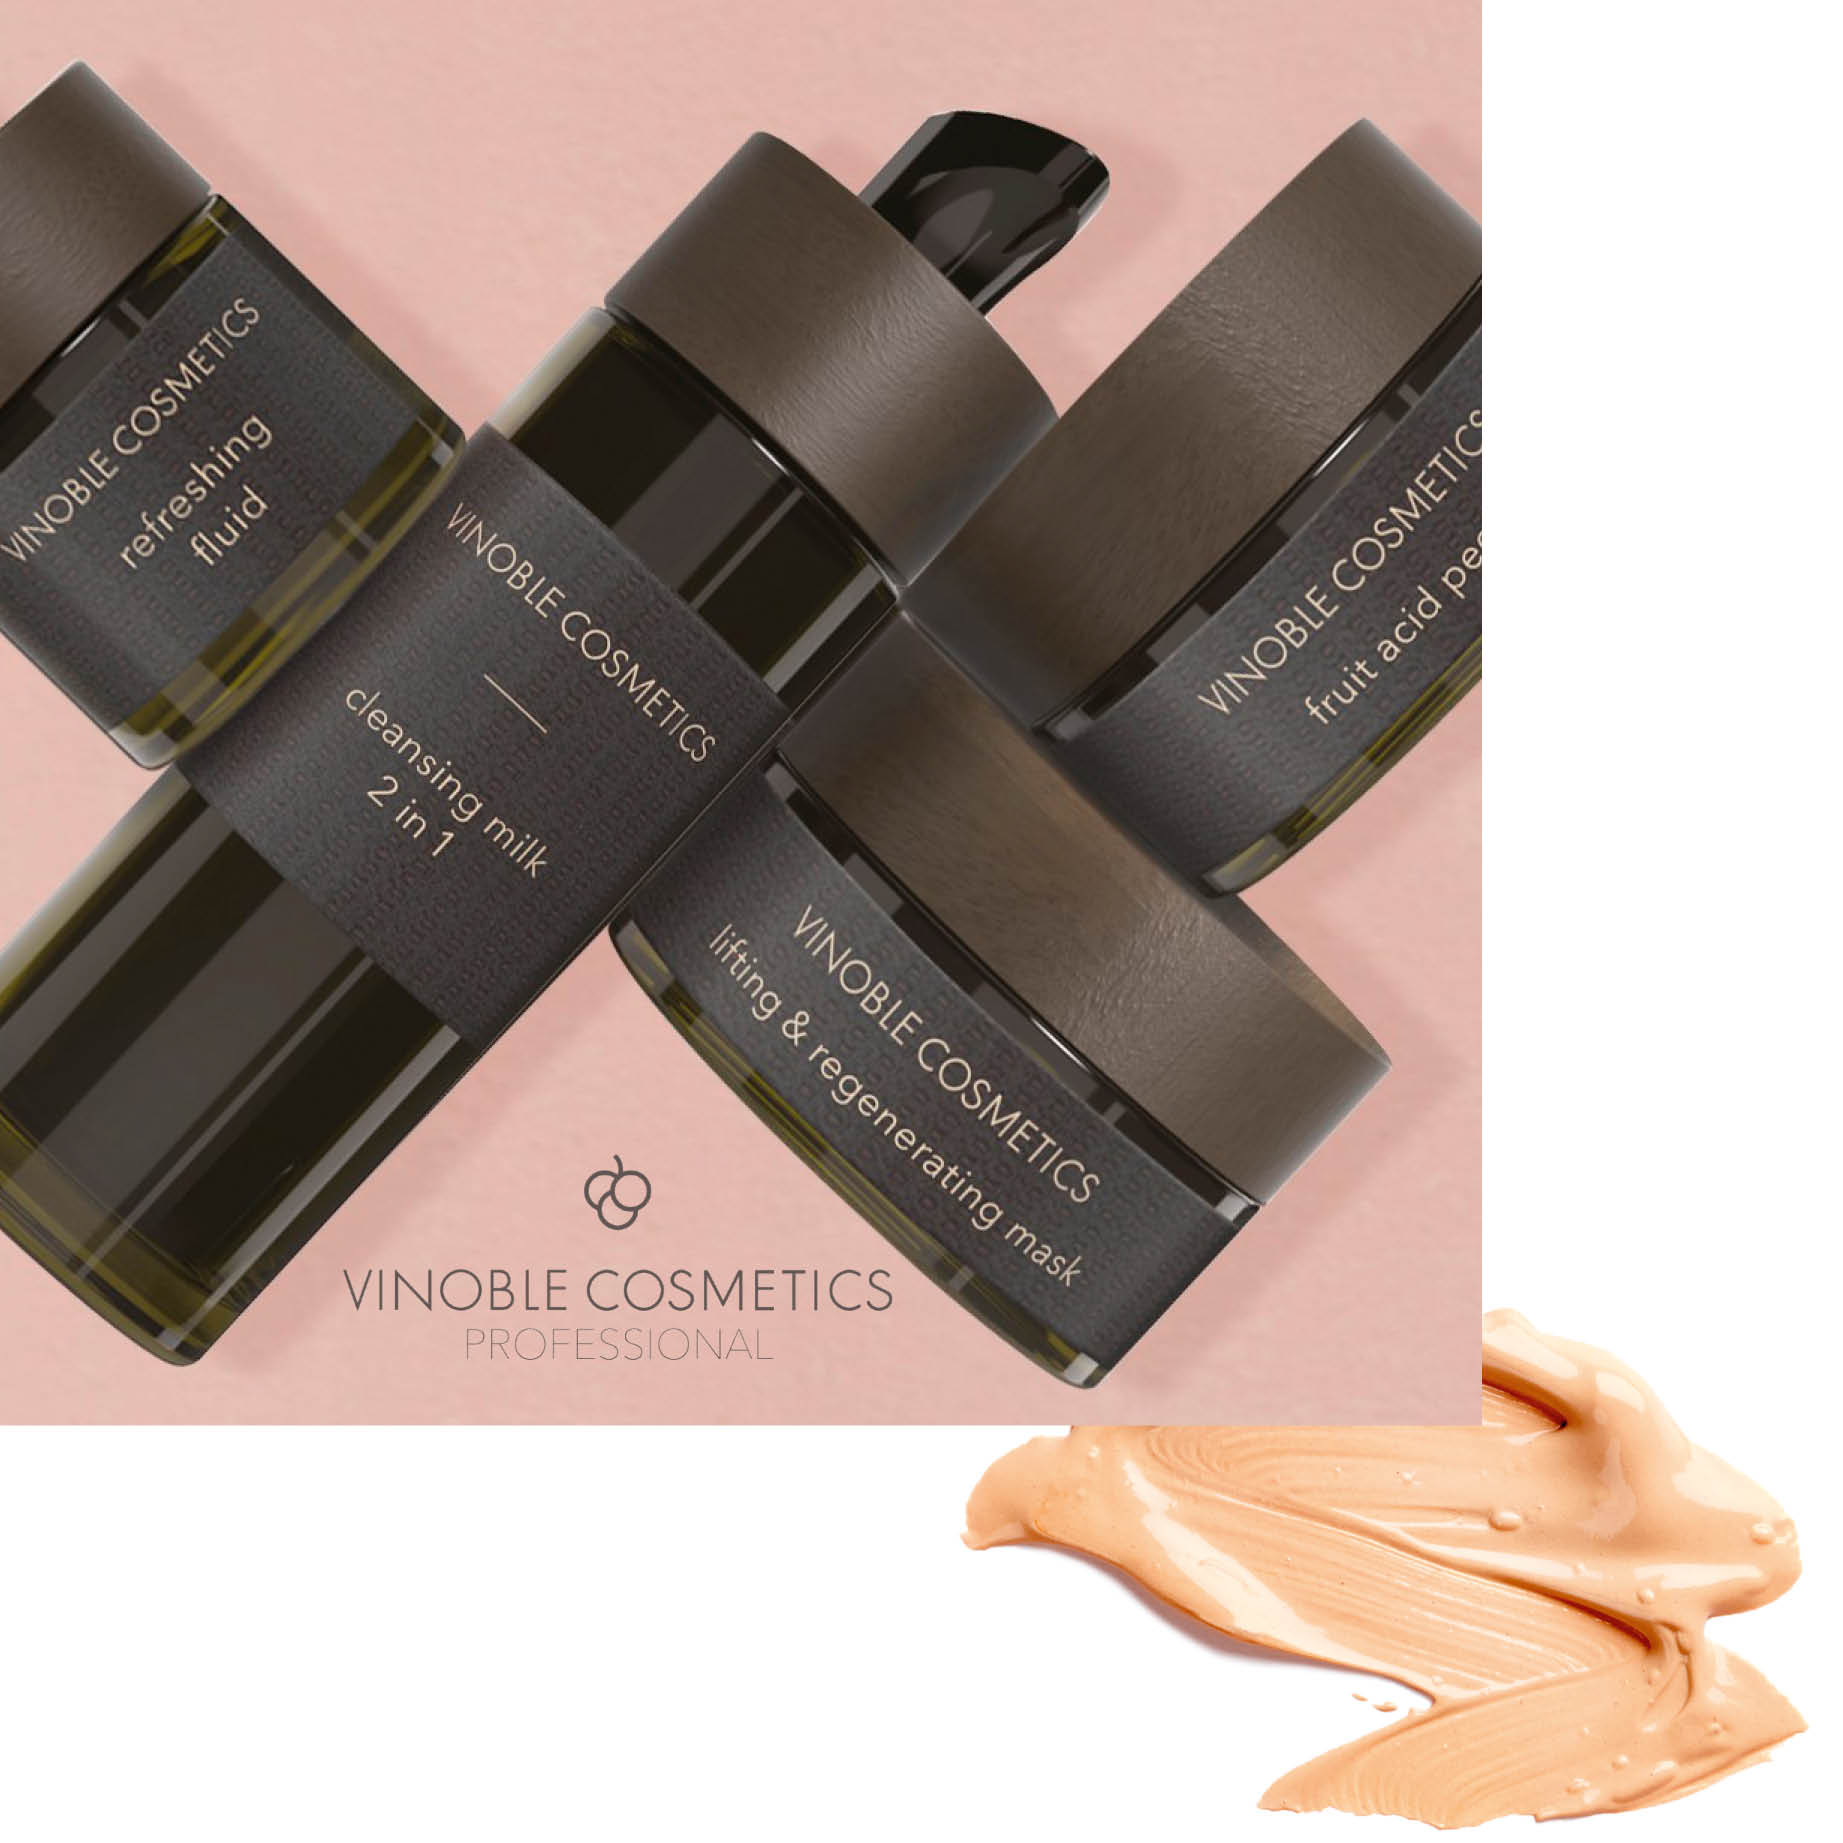 VINOBLE COSMETICS
refreshing
fluid
VINOBLE COSMETICS
cleansing milk
2 in 1
VINOBLE COSMETICS
fruit acid pe
VINOBLE COSMETICS
lifting & regenerating mask
VINOBLE COSMETICS
PROFESSIONAL